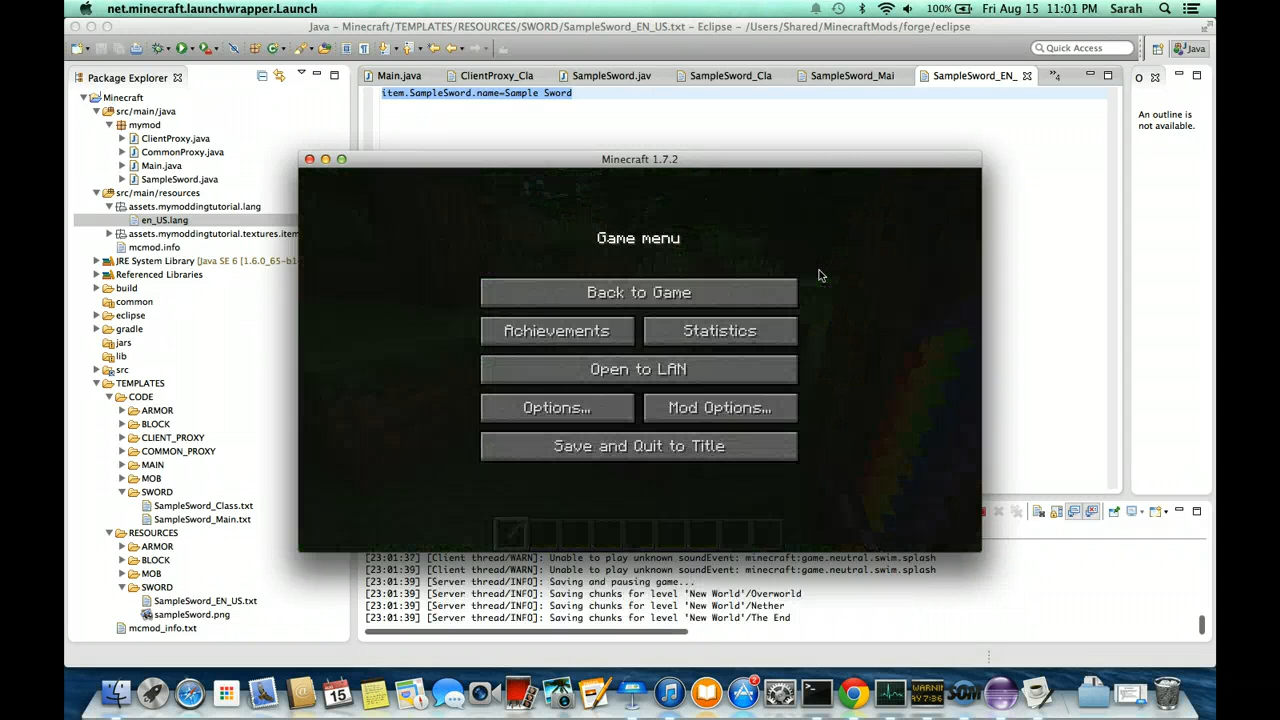 net.minecraft.launchwrapper.Launch
100%
Fri Aug 15 11:01 PM Sarah
Java – Minecraft/TEMPLATES/RESOURCES/SWORD/SampleSword_EN_US.txt – Eclipse – /Users/Shared/MinecraftMods/forge/eclipse
Quick Access
Java
Package Explorer
Main.java
ClientProxy_Cla
SampleSword.jav
SampleSword_Cla
SampleSword_Mai
SampleSword_EN_
»4
O
item.SampleSword.name=Sample Sword
An outline is
not available.
Minecraft
src/main/java
mymod
ClientProxy.java
CommonProxy.java
Main.java
SampleSword.java
src/main/resources
assets.mymoddingtutorial.lang
en_US.lang
assets.mymoddingtutorial.textures.item
mcmod.info
JRE System Library [Java SE 6 [1.6.0_65-b1
Referenced Libraries
build
common
eclipse
gradle
jars
lib
src
TEMPLATES
CODE
ARMOR
BLOCK
CLIENT_PROXY
COMMON_PROXY
MAIN
MOB
SWORD
SampleSword_Class.txt
SampleSword_Main.txt
RESOURCES
ARMOR
BLOCK
MOB
SWORD
SampleSword_EN_US.txt
sampleSword.png
mcmod_info.txt
Minecraft 1.7.2
Game menu
Back to Game
Achievements
Statistics
Open to LAN
Options...
Mod Options...
Save and Quit to Title
[23:01:37] [Client thread/WARN]: Unable to play unknown soundEvent: minecraft:game.neutral.swim.splash
[23:01:39] [Client thread/WARN]: Unable to play unknown soundEvent: minecraft:game.neutral.swim.splash
[23:01:39] [Server thread/INFO]: Saving and pausing game...
[23:01:39] [Server thread/INFO]: Saving chunks for level 'New World'/Overworld
[23:01:39] [Server thread/INFO]: Saving chunks for level 'New World'/Nether
[23:01:39] [Server thread/INFO]: Saving chunks for level 'New World'/The End
15
2
WARNIN
SOM